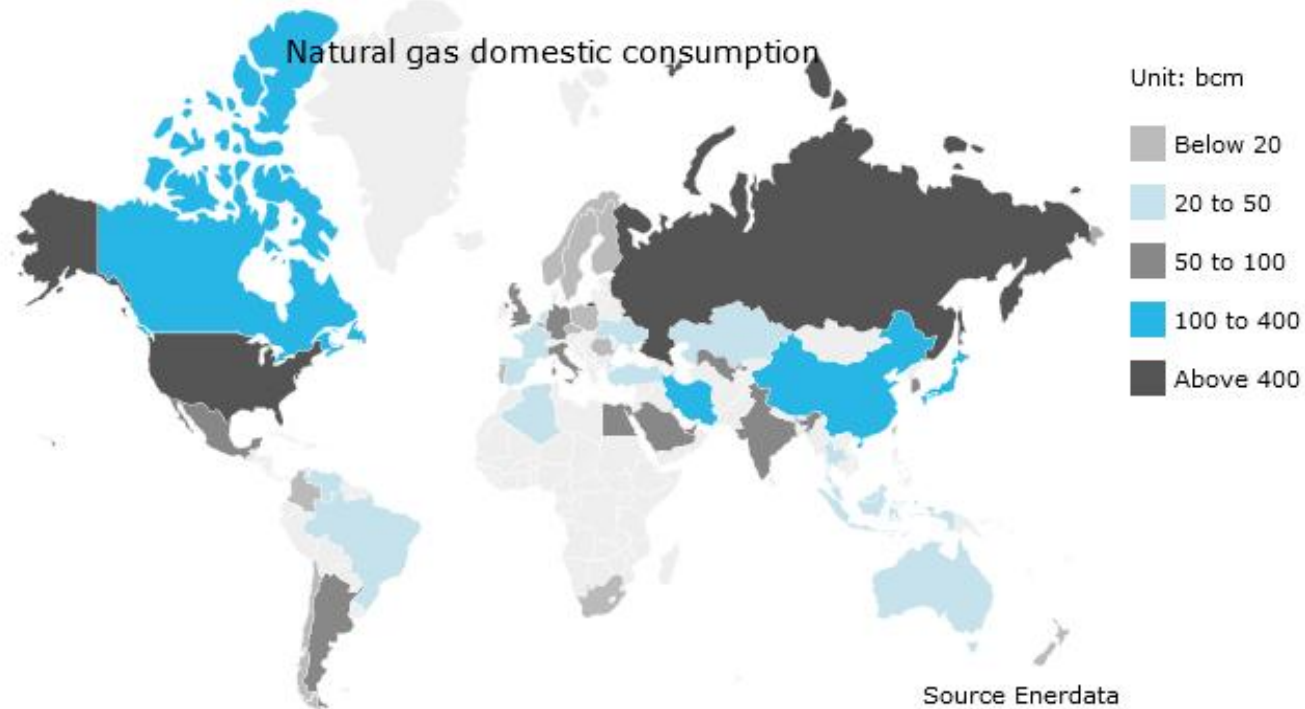 Natural gas domestic consumption
Unit: bcm
Below 20
20 to 50
50 to 100
100 to 400
Above 400
Source Enerdata